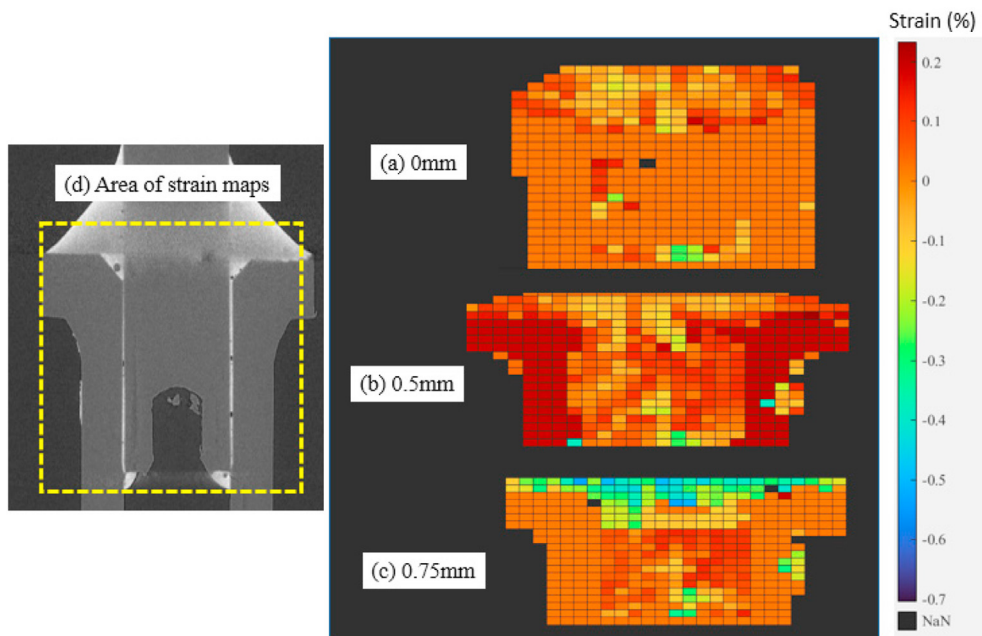 Strain (%)
(d) Area of strain maps
(a) 0mm
(b) 0.5mm
(c) 0.75mm
0.2
0.1
0
-0.1
-0.2
-0.3
-0.4
-0.5
-0.6
-0.7
NaN